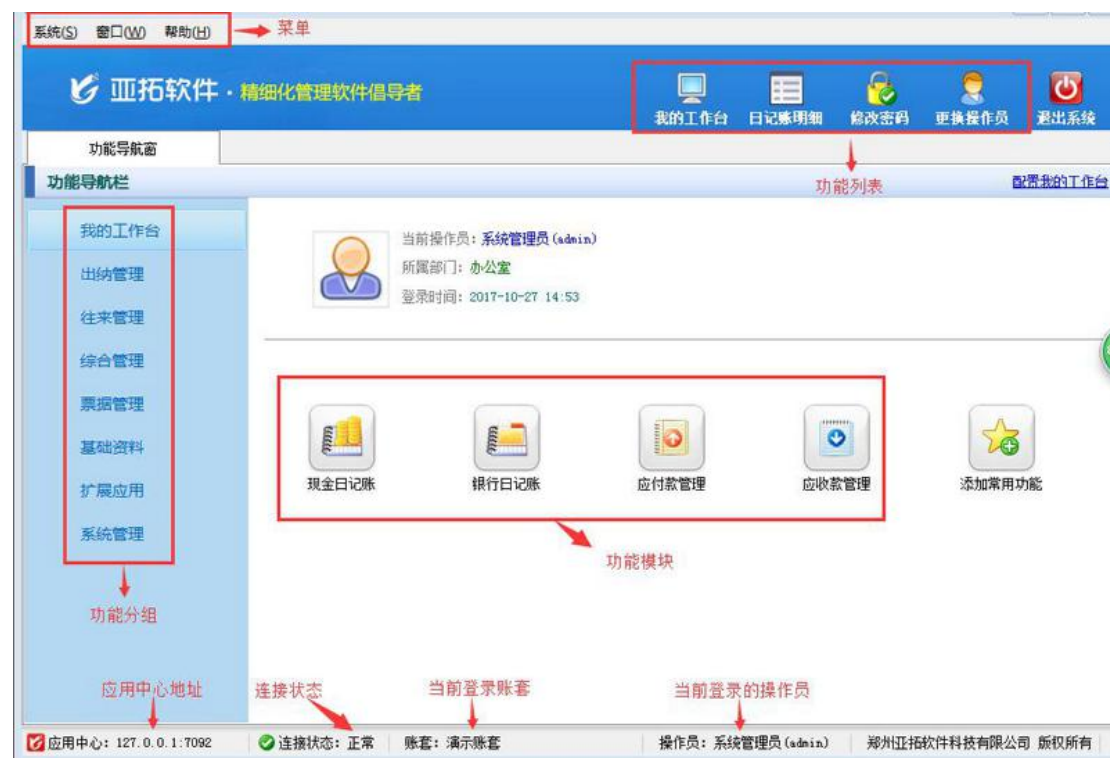 系统(S) 窗口(W) 帮助(H) 菜单
亚拓软件 · 精细化管理软件倡导者
我的工作台 日记账明细 修改密码 更换操作员 退出系统
功能导航窗
功能列表
功能导航栏 配置我的工作台
我的工作台
出纳管理
往来管理
综合管理
票据管理
基础资料
扩展应用
系统管理
功能分组
当前操作员：系统管理员(admin)
所属部门：办公室
登录时间：2017-10-27 14:53
现金日记账 银行日记账 应付款管理 应收款管理 添加常用功能
功能模块
应用中心地址 连接状态 当前登录账套 当前登录的操作员
应用中心：127.0.0.1:7092 连接状态：正常 账套：演示账套 操作员：系统管理员(admin) 郑州亚拓软件科技有限公司 版权所有